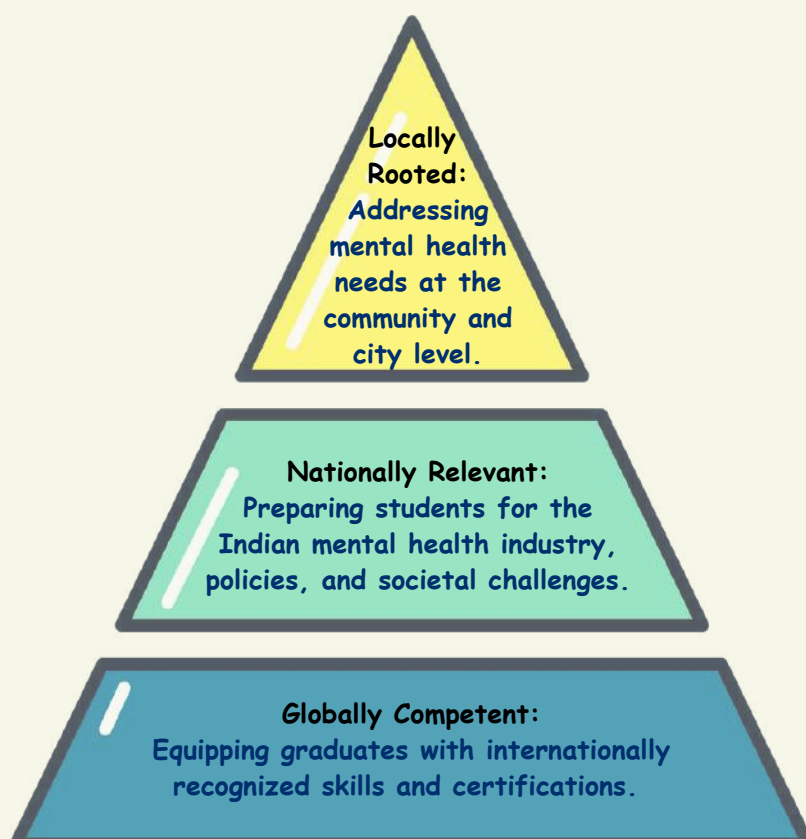 Locally
Rooted:
Addressing
mental health
needs at the
community and
city level.
Nationally Relevant:
Preparing students for the
Indian mental health industry,
policies, and societal challenges.
Globally Competent:
Equipping graduates with internationally
recognized skills and certifications.